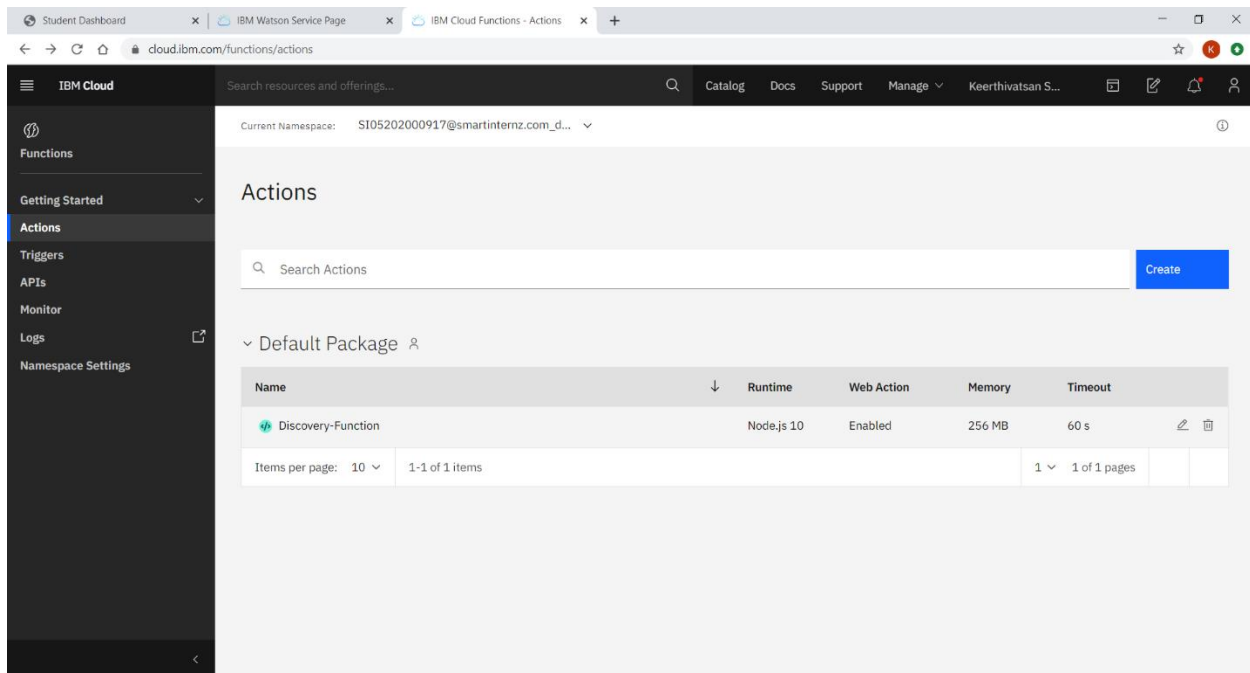 Student Dashboard
IBM Watson Service Page
IBM Cloud Functions - Actions
cloud.ibm.com/functions/actions
K
IBM Cloud
Search resources and offerings...
Catalog
Docs
Support
Manage
Keerthivatsan S...
Functions
Getting Started
Actions
Triggers
APIs
Monitor
Logs
Namespace Settings
Current Namespace: SI05202000917@smartinternz.com_d...
Actions
Search Actions
Create
Default Package
Name Runtime Web Action Memory Timeout
Discovery-Function Node.js 10 Enabled 256 MB 60 s
Items per page: 10 1-1 of 1 items 1 1 of 1 pages